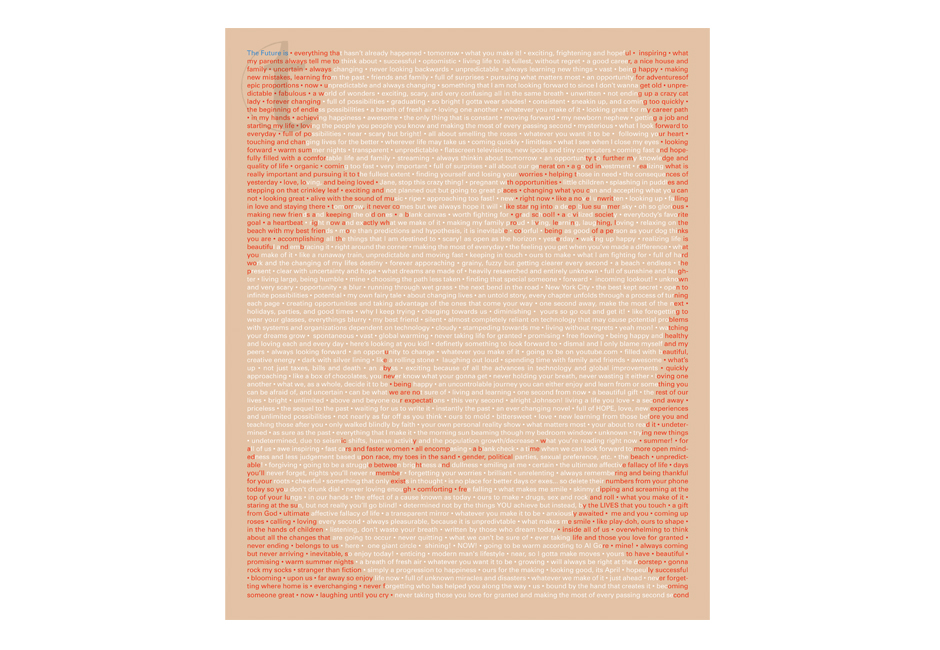 The Future is • everything that hasn't already happened • tomorrow • what you make it! • exciting, frightening and hopeful • inspiring • what
my parents always tell me to think about • successful • optomistic • living life to its fullest, without regret • a good career, a nice house and
family • uncertain • always changing • never looking backwards • unpredictable • always learning new things • vast • being happy • making
new mistakes, learning from the past • friends and family • full of surprises • pursuing what matters most • an opportunity for adventuresof
epic proportions • now • unpredictable and always changing • something that I am not looking forward to since I don't wanna get old • unpre-
dictable • fabulous • a world of wonders • exciting, scary, and very confusing all in the same breath • unwritten • not ending up a crazy cat
lady • forever changing • full of possibilities • graduating • so bright I gotta wear shades! • consistent • sneaking up, and coming too quickly •
the beginning of endless possibilities • a breath of fresh air • loving one another • whatever you make of it • looking great for my career path
• in my hands • achieving happiness • awesome • the only thing that is constant • moving forward • my newborn nephew • getting a job and
starting my life • loving the people you people you know and making the most of every passing second • mysterious • what I look forward to
everyday • full of possibilities • near • scary but bright! • all about smelling the roses • whatever you want it to be • following your heart •
touching and changing lives for the better • wherever life may take us • coming quickly • limitless • what I see when I close my eyes • looking
forward • warm summer nights • transparent • unpredictable • flatscreen televisions, new ipods and tiny computers • coming fast and hope-
fully filled with a comfortable life and family • streaming • always think about tomorrow • an opportunity to further my knowledge and
quality of life • organic • coming too fast • very important • full of surprises • all about our generation • a good investment • leaving what is
really important and pursuing it to the fullest extent • finding yourself and losing your worries • helping those in need • the consequences of
yesterday • love, loving, and being loved • Jane, stop this crazy thing! • pregnant with opportunities • cute children • splashing in puddles and
stepping on that crinkley leaf • exciting and not planned out but going to great places • changing what you can and accepting what you can
not • looking great • alive with the sound of music • ripe • approaching too fast! • new • right now • like a no
in love and staying there • tomorrow, it never comes but we always hope it will • like staring into a deep blue summer sky • oh so glorious •
making new friends and keeping the old ones • a blank canvas • worth fighting for • grad school! • a civilized society • everybody's favorite
goal • a heartbeat • right now and exactly what we make of it • making my family proud • loving, laughing, loving • relaxing on the
beach with my best friends • more than predictions and hypothesis, it is inevitable • colorful • being as good of a person as your dog thinks
you are • accomplishing all the things that I am destined to • scary! as open as the horizon • yesterday • waking up happy • realizing life is
beautiful and embracing it • right around the corner • making the most of everyday • the feeling you get when you've made a difference • what
you make of it • like a runaway train, unpredictable and moving fast • keeping in touch • ours to make • what I am fighting for • full of hard
work and the changing of my lifes destiny • forever apporaching • grainy, fuzzy but getting clearer every second • a beach • endless • the
present • clear with uncertainty and hope • what dreams are made of • heavily researched and entirely unknown • full of sunshine and laugh-
ter • living large, being humble • mine • choosing the path less taken • finding that special someone • forward • incoming lookout! • unknown
and very scary • opportunity • a blur • running through wet grass • the next bend in the road • New York City • the best kept secret • open to
infinite possibilities • potential • my own fairy tale • about changing lives • an untold story, every chapter unfolds through a process of turning
each page • creating opportunities and taking advantage of the ones that come your way • one second away, make the most of the next •
holidays, parties, and good times • why I keep trying • charging towards us • diminishing • yours so go out and get it! • like forgetting to
wear your glasses, everything's blurry • my best friend • silent • almost completely reliant on technology that may cause potential problems
with systems and organizations dependent on technology • cloudy • stampeding towards me • living without regrets • yeah mom! • watching
your dreams grow • spontaneous • vast • global warming • never taking life for granted • promising • free flowing • being happy and healthy
and loving each and every day • here's looking at you kid! • definetly something to look forward to • dismal and I only blame myself and my
peers • always looking forward • an opportunity to change • whatever you make of it • going to be on youtube.com • filled with beautiful,
creative energy • dark with silver lining • like a rolling stone • laughing out loud • spending time with family and friends • awesome • what's
up • not just taxes, bills and death • an abyss • exciting because of all the advances in technology and global improvements • quickly
approaching • like a box of chocolates, you never know what your gonna get • never holding your breath, never wasting it either • loving one
another • what we, as a whole, decide it to be • being happy • an uncontrolable journey you can either enjoy and learn from or something you
can be afraid of, and uncertain • can be what we are not sure of • living and learning • one second from now • a beautiful gift • the rest of our
lives • bright • unlimited • above and beyond our expectations • this very second • alright Johnson! • living a life you love • a second away •
priceless • the sequel to the past • waiting for us to write it • instantly the past • an ever changing novel • full of HOPE, love, new experiences
and unlimited possibilities • not nearly as far off as you think • ours to mold • bittersweet • love • new learning from those before you and
teaching those after you • only walked blindly by faith • your own personal reality show • what matters most • your about to read it • undeter-
mined • as sure as the past • everything that I make it • the morning sun beaming though my bedroom window • unknown • trying new things
• undetermined, due to seismic shifts, human activity and the population growth/decrease • what you're reading right now • summer! • for
all of us • awe inspiring • fast cars and faster women • all encompasing • a blank check • a time when we can look forward to more open mind-
edness and less judgement based upon race, my toes in the sand • gender, political parties, sexual preference, etc. • the beach • unpredict-
able • forgiving • going to be a struggle between brightness and dullness • smiling at me • certain • the ultimate affective fallacy of life • days
you'll never forget, nights you'll never remember • forgetting your worries • brilliant • unrelenting • always remembering and being thankful
for your roots • cheerful • something that only exists in thought • is no place for better days or exes... so delete their numbers from your phone
today so you don't drunk dial • never loving enough • comforting • free falling • what makes me smile • skinny dipping and screaming at the
top of your lungs • in our hands • the effect of a cause known as today • ours to make • drugs, sex and rock and roll • what you make of it •
staring at the sun, but not really you'll go blind! • determined not by the things YOU achieve but instead, by the LIVES that you touch • a gift
from God • ultimate affective fallacy of life • a transparent mirror • whatever you make it to be • anxiously awaited • me and you • coming up
roses • calling • loving every second • always pleasurable, because it is unpredictable • what makes me smile • like play-doh, ours to shape •
in the hands of children • listening, don't waste your breath • written by those who dream today • inside all of us • overwhelming to think
about all the changes that are going to occur • never quitting • what we can't be sure of • ever taking life and those you love for granted •
never ending • belongs to us • here • one giant circle • shining! • NOW! • going to be warm according to Al Gore • mine! • always coming
but never arriving • inevitable, so enjoy today! • enticing • modern man's lifestyle • near, so I gotta make moves • yours to have • beautiful •
promising • warm summer nights • a breath of fresh air • whatever you want it to be • growing • will always be right at the doorstep • gonna
rock my socks • stranger than fiction • simply a progression to happiness • ours for the making • looking good, its April • hopefully successful
• blooming • upon us • far away so enjoy life now • full of unknown miracles and disasters • whatever we make of it • just ahead • never forget-
ting where home is • everchanging • never forgetting who has helped you along the way • us • bound by the hand that creates it • becoming
someone great • now • laughing until you cry • never taking those you love for granted and making the most of every passing second second